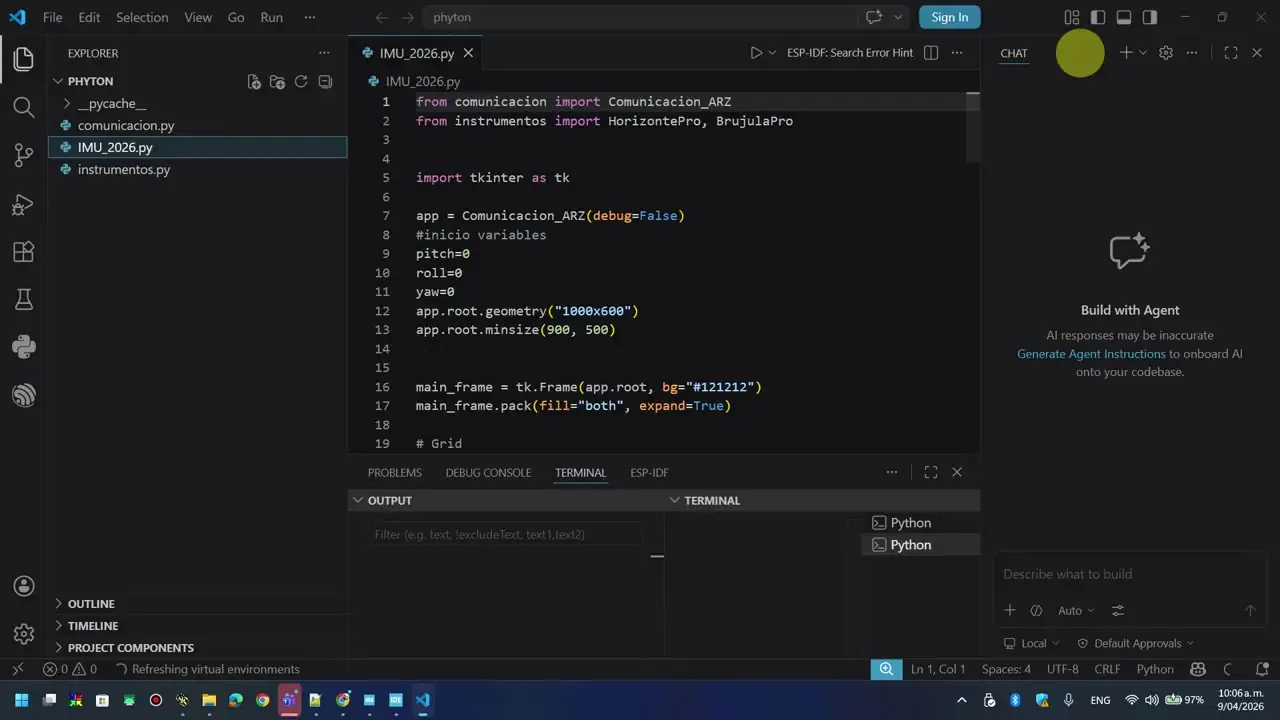 File Edit Selection View Go Run ··· phyton Sign In
EXPLORER
PHYTON
__pycache__
comunicacion.py
IMU_2026.py
instrumentos.py
OUTLINE
TIMELINE
PROJECT COMPONENTS
IMU_2026.py
ESP-IDF: Search Error Hint
IMU_2026.py
1 from comunicacion import Comunicacion_ARZ
2 from instrumentos import HorizontePro, BrujulaPro
3
4
5 import tkinter as tk
6
7 app = Comunicacion_ARZ(debug=False)
8 #inicio variables
9 pitch=0
10 roll=0
11 yaw=0
12 app.root.geometry("1000x600")
13 app.root.minsize(900, 500)
14
15
16 main_frame = tk.Frame(app.root, bg="#121212")
17 main_frame.pack(fill="both", expand=True)
18
19 # Grid
PROBLEMS DEBUG CONSOLE TERMINAL ESP-IDF
OUTPUT
Filter (e.g. text, !excludeText, text1,text2)
TERMINAL
Python
Python
CHAT
Build with Agent
AI responses may be inaccurate
Generate Agent Instructions to onboard AI
onto your codebase.
Describe what to build
Auto
Local Default Approvals
0 0 Refreshing virtual environments Ln 1, Col 1 Spaces: 4 UTF-8 CRLF Python
ENG 97% 10:06 a. m.
9/04/2026